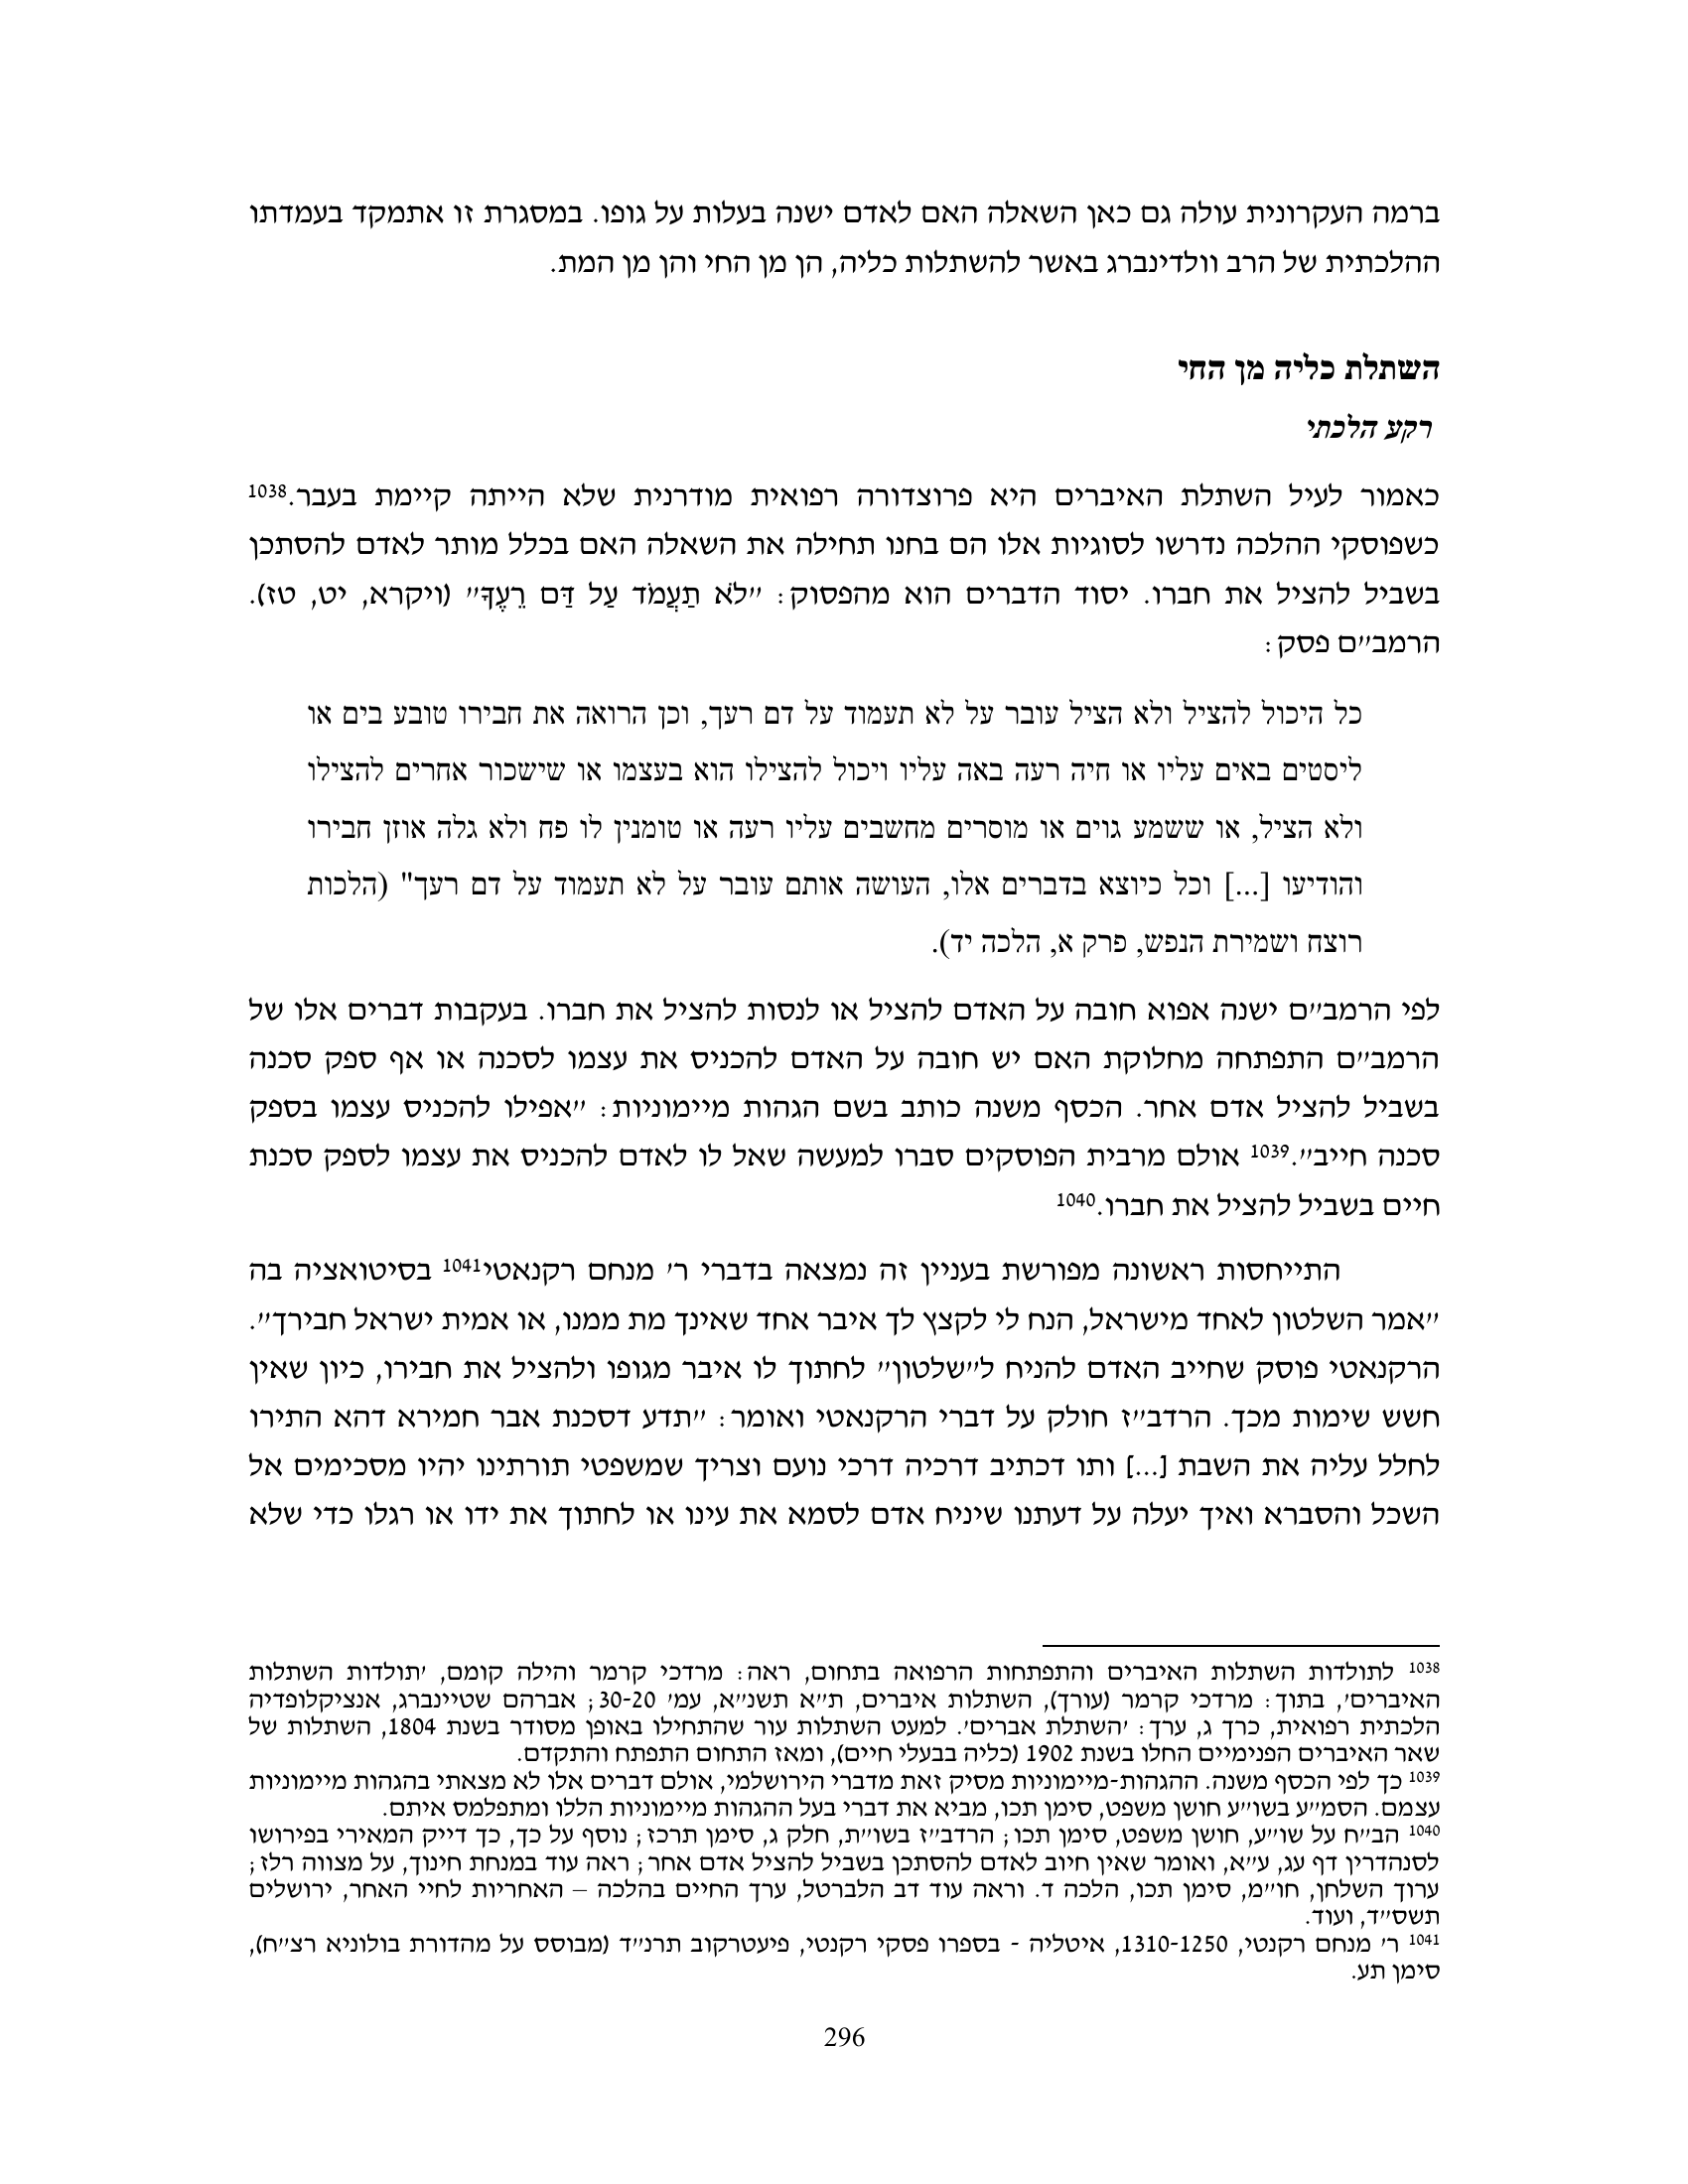 ברמה העקרונית עולה גם כאן השאלה האם לאדם ישנה בעלות על גופו. במסגרת זו אתמקד בעמדתו
ההלכתית של הרב וולדינברג באשר להשתלות כליה, הן מן החי והן מן המת.
השתלת כליה מן החי
רקע הלכתי
כאמור לעיל השתלת האיברים היא פרוצדורה רפואית מודרנית שלא הייתה קיימת בעבר.1038
כשפוסקי ההלכה נדרשו לסוגיות אלו הם בחנו תחילה את השאלה האם בכלל מותר לאדם להסתכן
בשביל להציל את חברו. יסוד הדברים הוא מהפסוק: ״לֹא תַעֲמֹד עַל דַּם רֵעֶךָ״ (ויקרא, יט, טז).
הרמב״ם פסק:
כל היכול להציל ולא הציל עובר על לא תעמוד על דם רעך, וכן הרואה את חבירו טובע בים או
ליסטים באים עליו או חיה רעה באה עליו ויכול להצילו הוא בעצמו או שישכור אחרים להצילו
ולא הציל, או ששמע גוים או מוסרים מחשבים עליו רעה או טומנין לו פח ולא גלה אוזן חבירו
והודיעו [...] וכל כיוצא בדברים אלו, העושה אותם עובר על לא תעמוד על דם רעך" (הלכות
רוצח ושמירת הנפש, פרק א, הלכה יד).
לפי הרמב״ם ישנה אפוא חובה על האדם להציל או לנסות להציל את חברו. בעקבות דברים אלו של
הרמב״ם התפתחה מחלוקת האם יש חובה על האדם להכניס את עצמו לסכנה או אף ספק סכנה
בשביל להציל אדם אחר. הכסף משנה כותב בשם הגהות מיימוניות: ״אפילו להכניס עצמו בספק
סכנה חייב״.1039 אולם מרבית הפוסקים סברו למעשה שאל לו לאדם להכניס את עצמו לספק סכנת
חיים בשביל להציל את חברו.1040
התייחסות ראשונה מפורשת בעניין זה נמצאה בדברי ר׳ מנחם רקנאטי1041 בסיטואציה בה
״אמר השלטון לאחד מישראל, הנח לי לקצץ לך איבר אחד שאינך מת ממנו, או אמית ישראל חבירך״.
הרקנאטי פוסק שחייב האדם להניח ל״שלטון״ לחתוך לו איבר מגופו ולהציל את חבירו, כיון שאין
חשש שימות מכך. הרדב״ז חולק על דברי הרקנאטי ואומר: ״תדע דסכנת אבר חמירא דהא התירו
לחלל עליה את השבת [...] ותו דכתיב דרכיה דרכי נועם וצריך שמשפטי תורתינו יהיו מסכימים אל
השכל והסברא ואיך יעלה על דעתנו שיניח אדם לסמא את עינו או לחתוך את ידו או רגלו כדי שלא
1038 לתולדות השתלות האיברים והתפתחות הרפואה בתחום, ראה: מרדכי קרמר והילה קומם, ׳תולדות השתלות
האיברים׳, בתוך: מרדכי קרמר (עורך), השתלות איברים, ת״א תשנ״א, עמ׳ 30-20; אברהם שטיינברג, אנציקלופדיה
הלכתית רפואית, כרך ג, ערך: ׳השתלת אברים׳. למעט השתלות עור שהתחילו באופן מסודר בשנת 1804, השתלות של
שאר האיברים הפנימיים החלו בשנת 1902 (כליה בבעלי חיים), ומאז התחום התפתח והתקדם.
1039 כך לפי הכסף משנה. ההגהות-מיימוניות מסיק זאת מדברי הירושלמי, אולם דברים אלו לא מצאתי בהגהות מיימוניות
עצמם. הסמ״ע בשו״ע חושן משפט, סימן תכו, מביא את דברי בעל ההגהות מיימוניות הללו ומתפלמס איתם.
1040 הב״ח על שו״ע, חושן משפט, סימן תכו; הרדב״ז בשו״ת, חלק ג, סימן תרכז; נוסף על כך, כך דייק המאירי בפירושו
לסנהדרין דף עג, ע״א, ואומר שאין חיוב לאדם להסתכן בשביל להציל אדם אחר; ראה עוד במנחת חינוך, על מצווה רלז;
ערוך השלחן, חו״מ, סימן תכו, הלכה ד. וראה עוד דב הלברטל, ערך החיים בהלכה – האחריות לחיי האחר, ירושלים
תשס״ד, ועוד.
1041 ר׳ מנחם רקנטי, 1310-1250, איטליה - בספרו פסקי רקנטי, פיעטרקוב תרנ״ד (מבוסס על מהדורת בולוניא רצ״ח),
סימן תע.
296